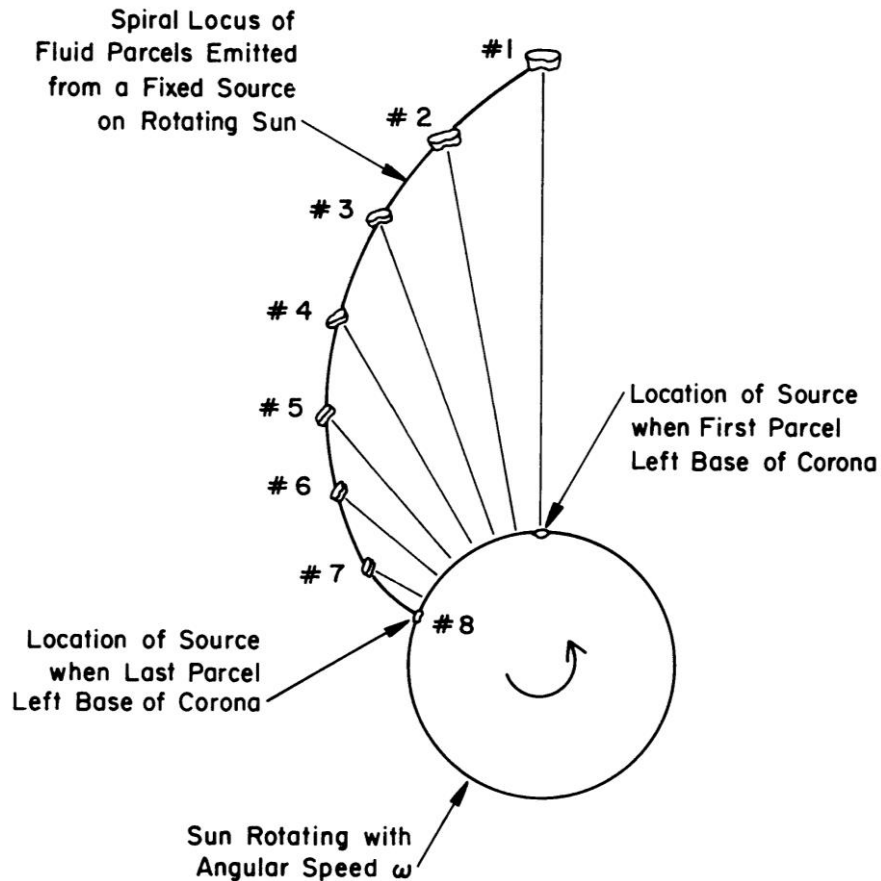 Spiral Locus of
Fluid Parcels Emitted
from a Fixed Source
on Rotating Sun
#1
#2
#3
#4
#5
#6
#7
#8
Location of Source
when First Parcel
Left Base of Corona
Location of Source
when Last Parcel
Left Base of Corona
Sun Rotating with
Angular Speed ω